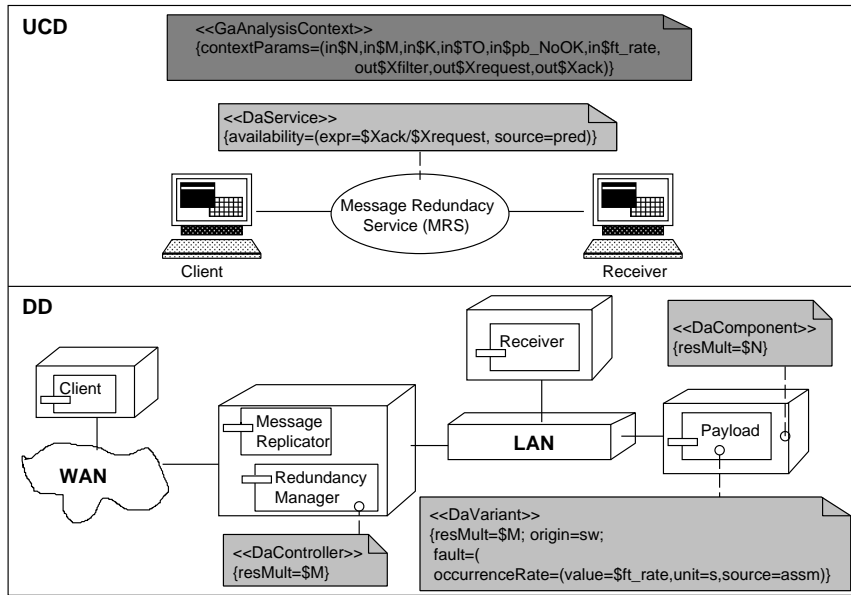 UCD
<<GaAnalysisContext>>
{contextParams=(in$N,in$M,in$K,in$TO,in$pb_NoOK,in$ft_rate,
out$Xfilter,out$Xrequest,out$Xack)}
<<DaService>>
{availability=(expr=$Xack/$Xrequest, source=pred)}
Message Redundacy
Service (MRS)
Client
Receiver
DD
Receiver
<<DaComponent>>
{resMult=$N}
Client
Message
Replicator
Payload
LAN
WAN
Redundancy
Manager
<<DaController>>
{resMult=$M}
<<DaVariant>>
{resMult=$M; origin=sw;
fault=(
occurrenceRate=(value=$ft_rate,unit=s,source=assm)}